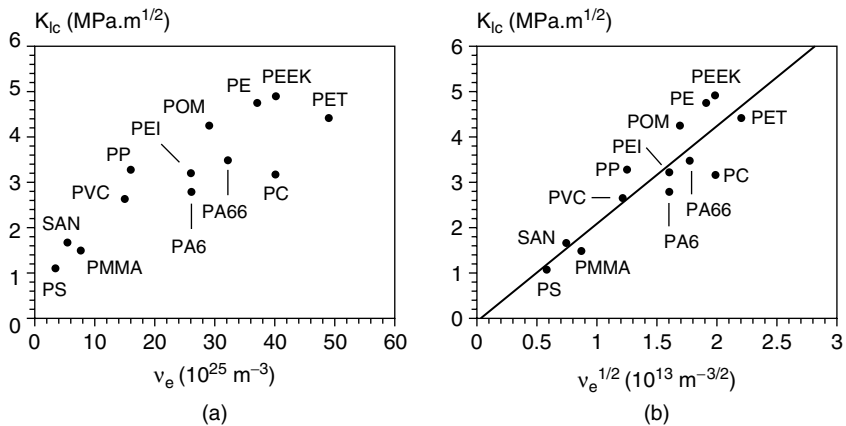 K_Ic (MPa.m^1/2)
6
5
4
3
2
1
0
PEEK
PE
PET
POM
PEI
PP
PVC
PC
PA66
PA6
SAN
PMMA
PS
0 10 20 30 40 50 60
ν_e (10^25 m^−3)
(a)
K_Ic (MPa.m^1/2)
6
5
4
3
2
1
0
PEEK
PE
PET
POM
PEI
PP
PC
PVC
PA66
PA6
SAN
PMMA
PS
0 0.5 1 1.5 2 2.5 3
ν_e^1/2 (10^13 m^−3/2)
(b)